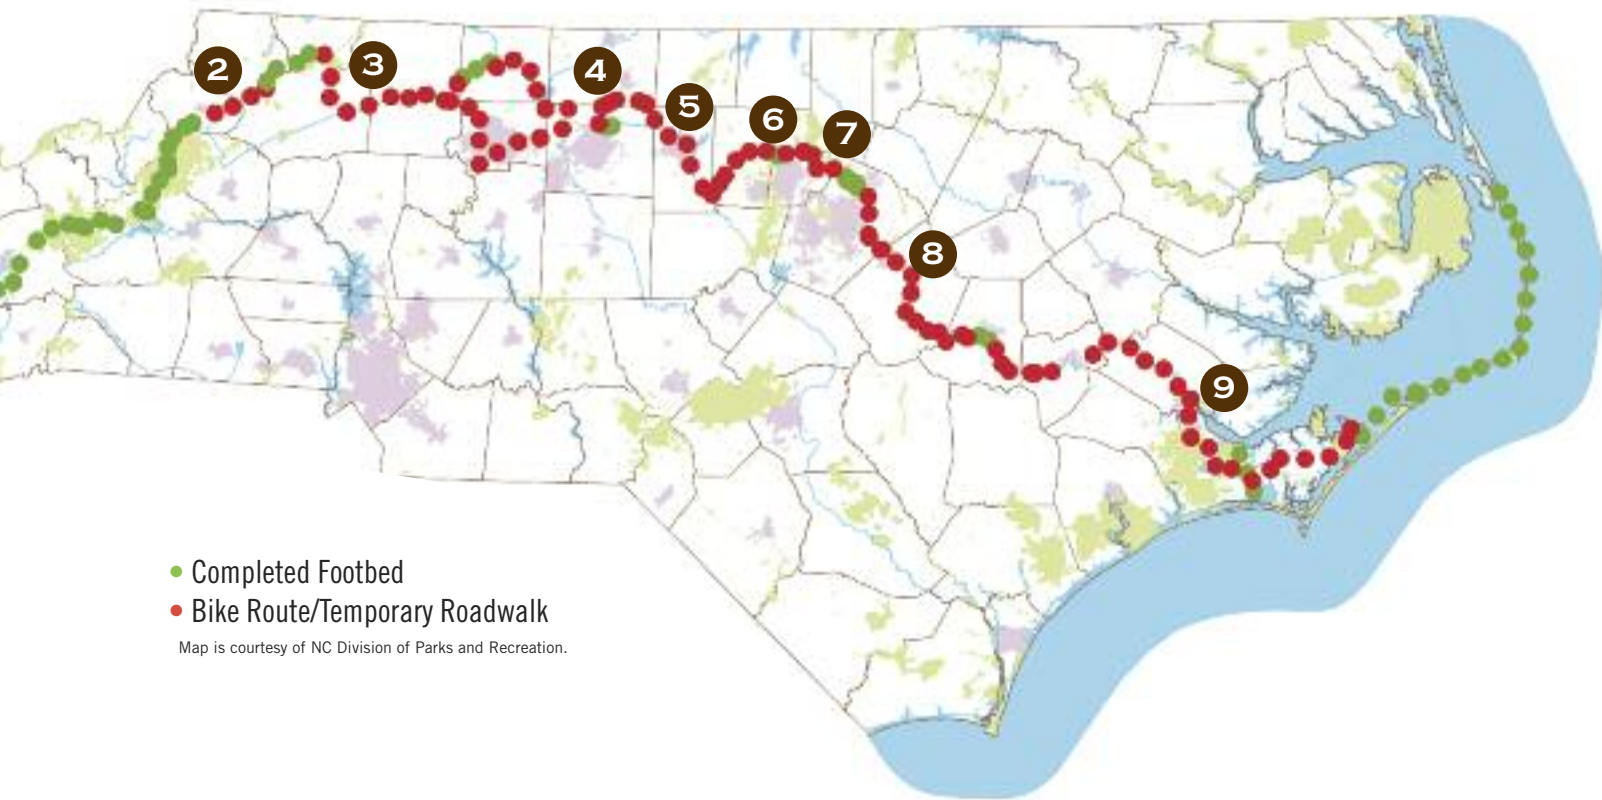 2
3
4
5
6
7
8
9
Completed Footbed
Bike Route/Temporary Roadwalk
Map is courtesy of NC Division of Parks and Recreation.